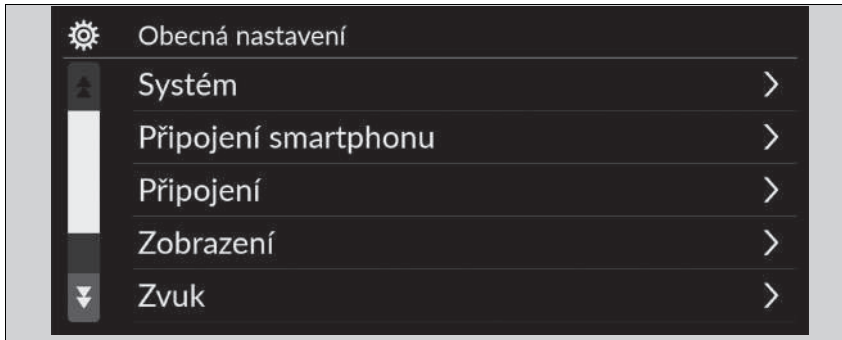 Obecná nastavení
Systém
Připojení smartphonu
Připojení
Zobrazení
Zvuk